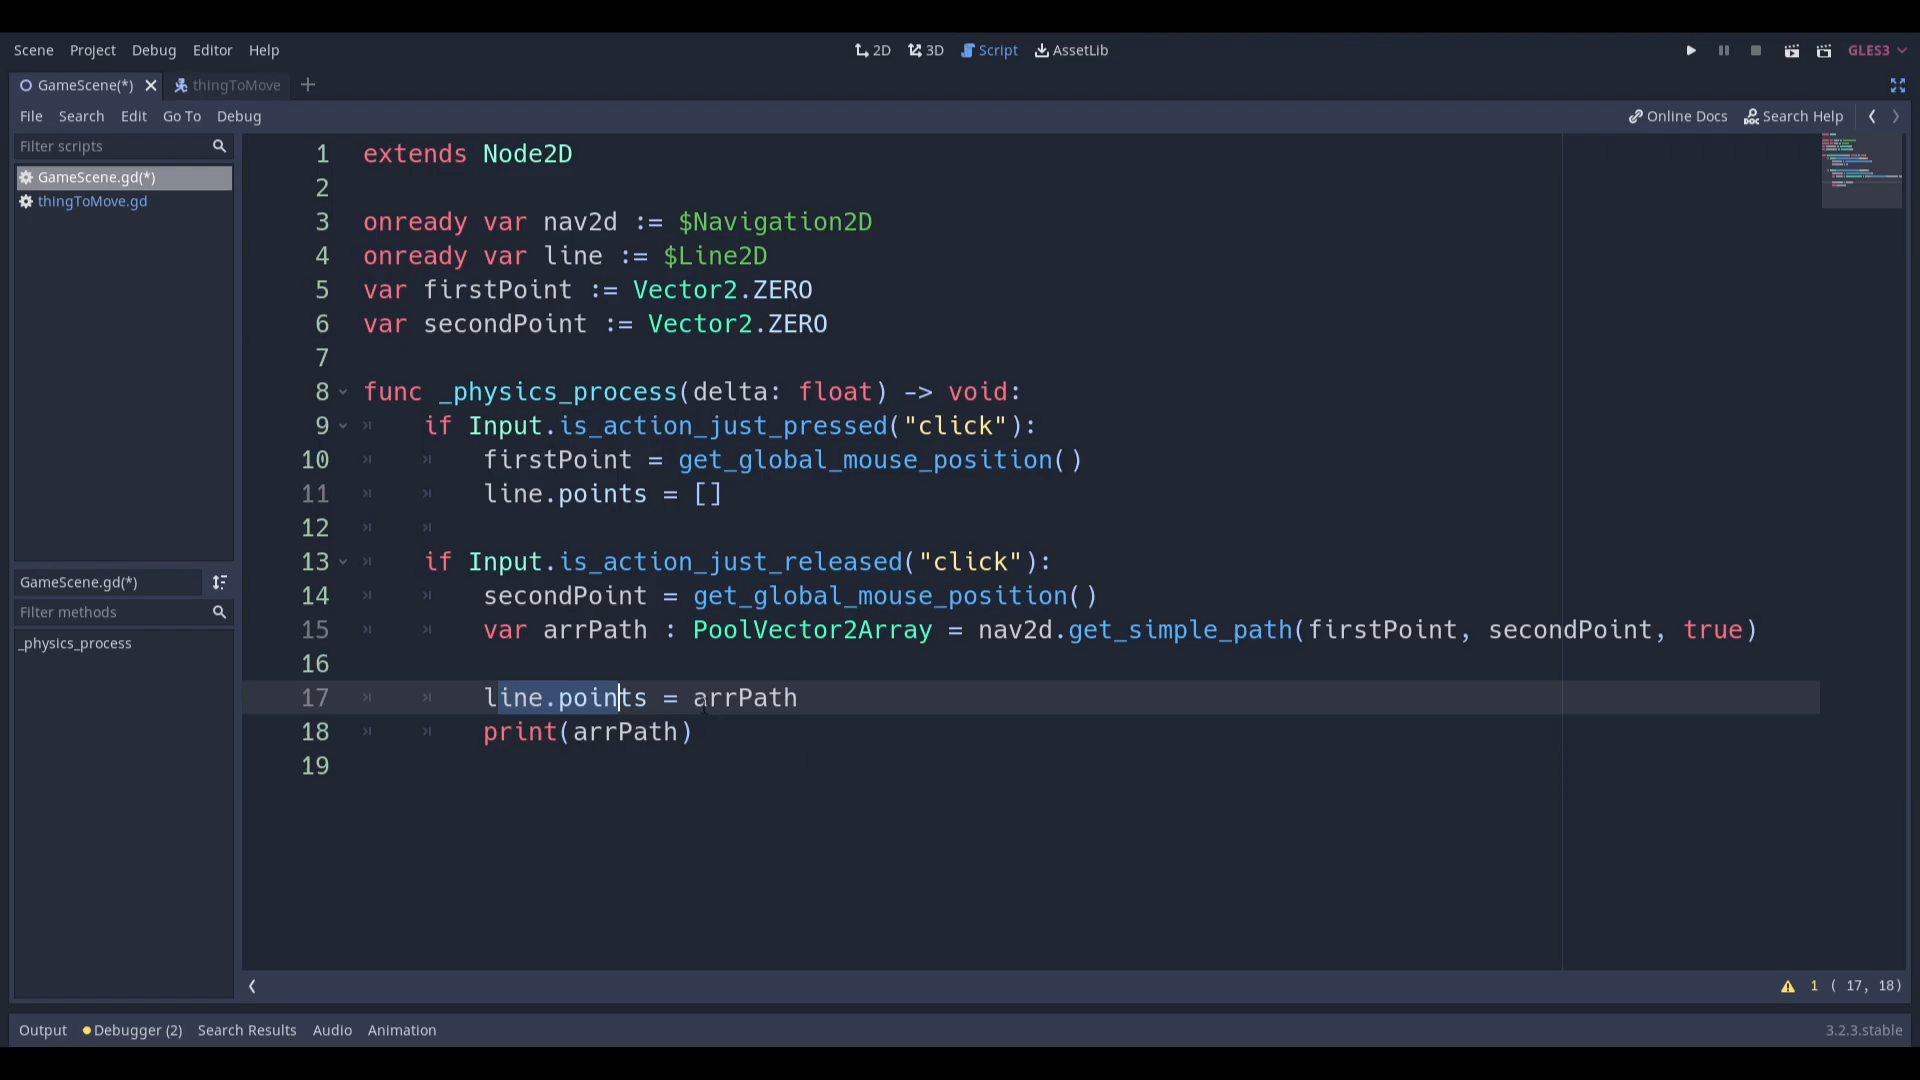 Scene Project Debug Editor Help 2D 3D Script AssetLib GLES3
GameScene(*) thingToMove
File Search Edit Go To Debug Online Docs Search Help
Filter scripts
GameScene.gd(*)
thingToMove.gd
GameScene.gd(*)
Filter methods
_physics_process
1 extends Node2D
2
3 onready var nav2d := $Navigation2D
4 onready var line := $Line2D
5 var firstPoint := Vector2.ZERO
6 var secondPoint := Vector2.ZERO
7
8 func _physics_process(delta: float) -> void:
9 if Input.is_action_just_pressed("click"):
10 firstPoint = get_global_mouse_position()
11 line.points = []
12
13 if Input.is_action_just_released("click"):
14 secondPoint = get_global_mouse_position()
15 var arrPath : PoolVector2Array = nav2d.get_simple_path(firstPoint, secondPoint, true)
16
17 line.points = arrPath
18 print(arrPath)
19
1 ( 17, 18)
Output Debugger (2) Search Results Audio Animation 3.2.3.stable